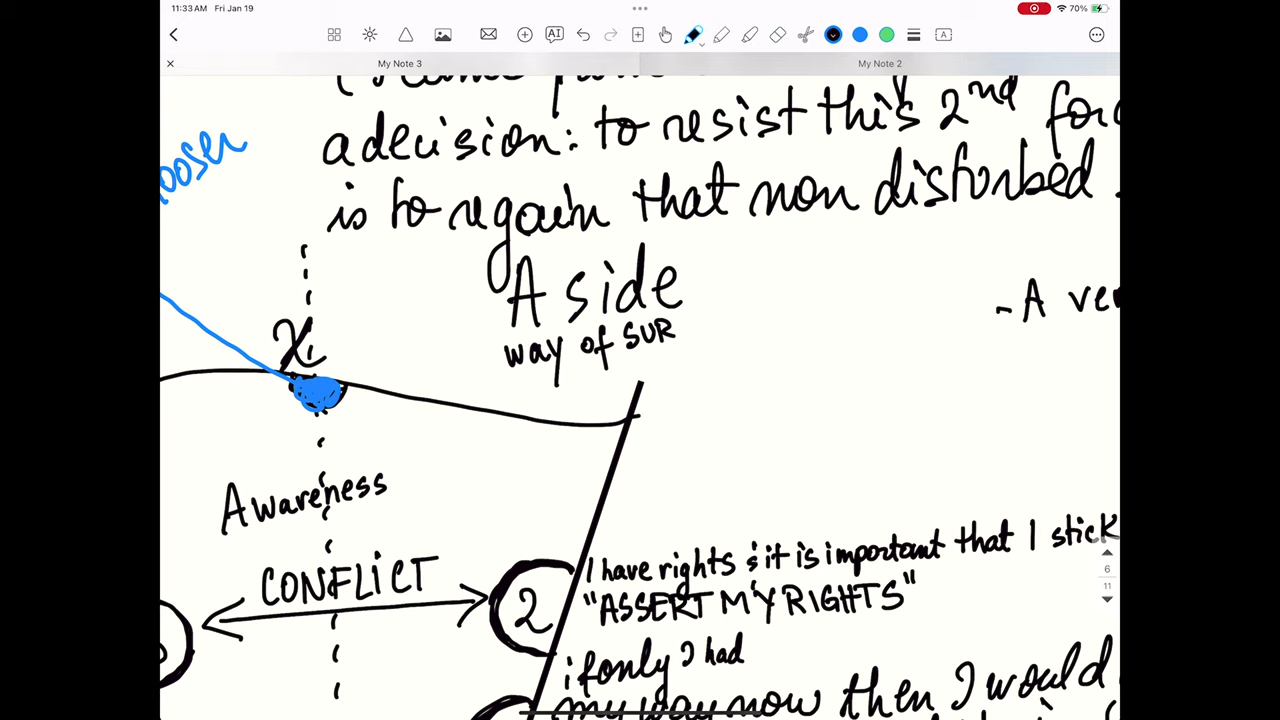 11:33 AM Fri Jan 19
70%
My Note 3
My Note 2
a decision: to resist this 2nd
is to regain that non disturbed
A side
way of SUR
- A
X1
Awareness
CONFLICT
2
I have rights & it is important that I stick
"ASSERT MY RIGHTS"
if only I had
my way now then I would
6
11